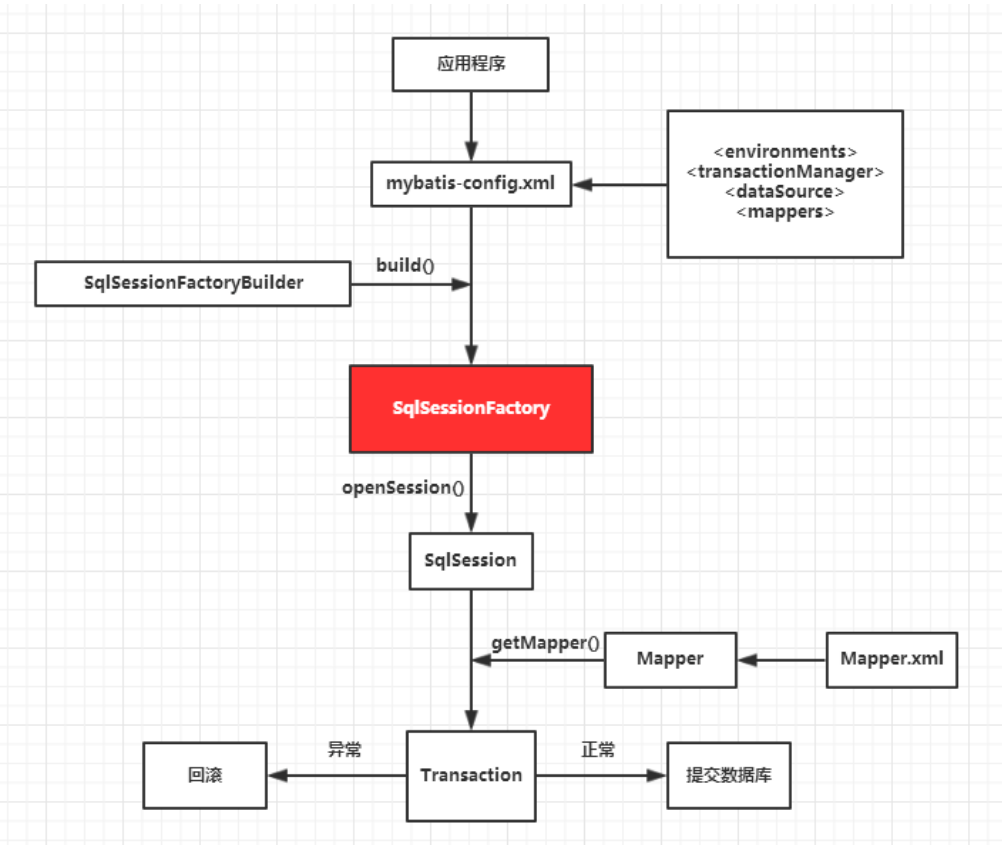 应用程序
<environments>
<transactionManager>
<dataSource>
<mappers>
mybatis-config.xml
build()
SqlSessionFactoryBuilder
SqlSessionFactory
openSession()
SqlSession
getMapper()
Mapper
Mapper.xml
异常
正常
回滚
Transaction
提交数据库